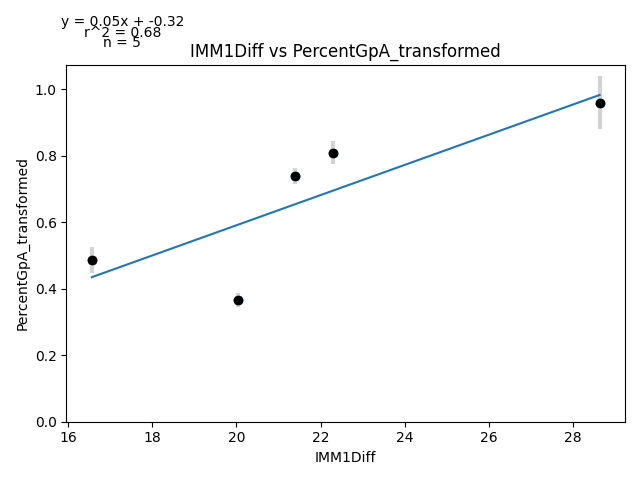 y = 0.05x + -0.32
r^2 = 0.68
n = 5
IMM1Diff vs PercentGpA_transformed
1.0
0.8
0.6
0.4
0.2
0.0
PercentGpA_transformed
16 18 20 22 24 26 28
IMM1Diff